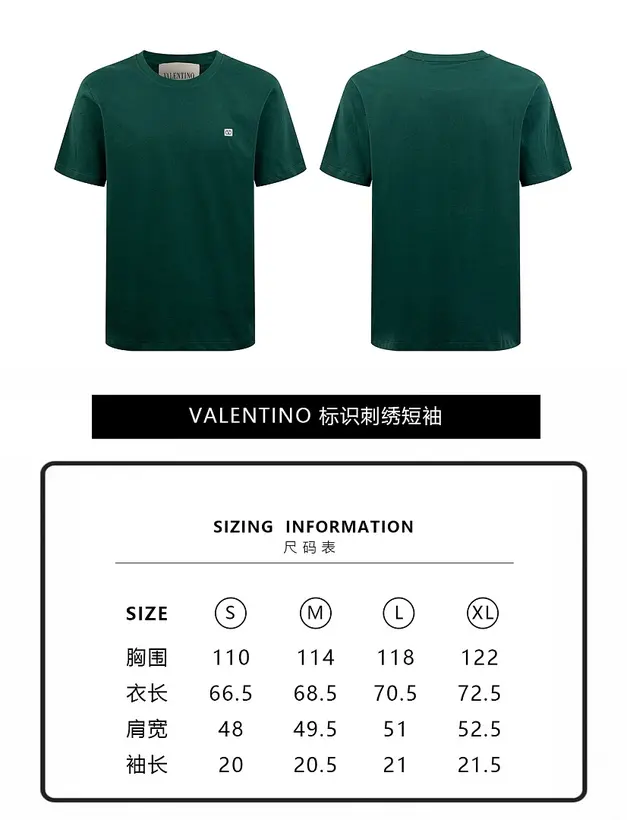 VALENTINO
VALENTINO 标识刺绣短袖
SIZING INFORMATION
尺码表
SIZE S M L XL
胸围 110 114 118 122
衣长 66.5 68.5 70.5 72.5
肩宽 48 49.5 51 52.5
袖长 20 20.5 21 21.5